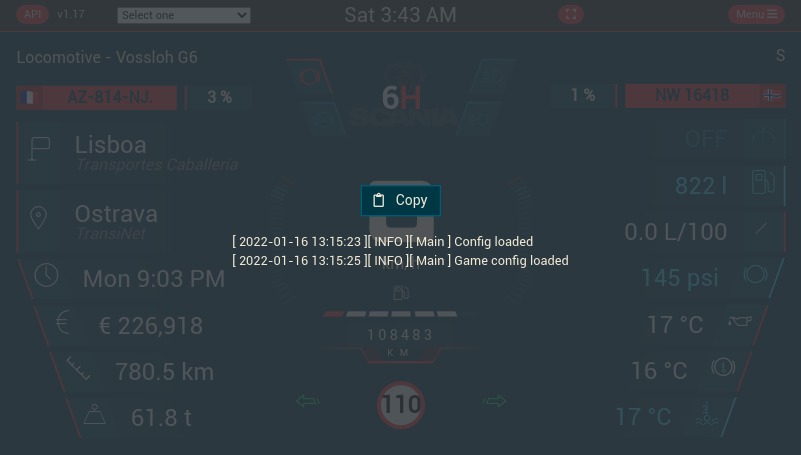 API v1.17 Select one Sat 3:43 AM Menu
Locomotive - Vossloh G6 S
AZ-814-NJ. 3 % 6H 1 % NW 16418
SCANIA
Lisboa OFF
Transportes Caballería
822 l
Copy
Ostrava
TransiNet 0.0 L/100
[ 2022-01-16 13:15:23 ][ INFO ][ Main ] Config loaded
[ 2022-01-16 13:15:25 ][ INFO ][ Main ] Game config loaded
Mon 9:03 PM 145 psi
€ 226,918 17 °C
108483
KM
780.5 km 16 °C
61.8 t 110 17 °C